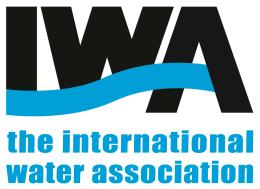 IWA
the international
water association